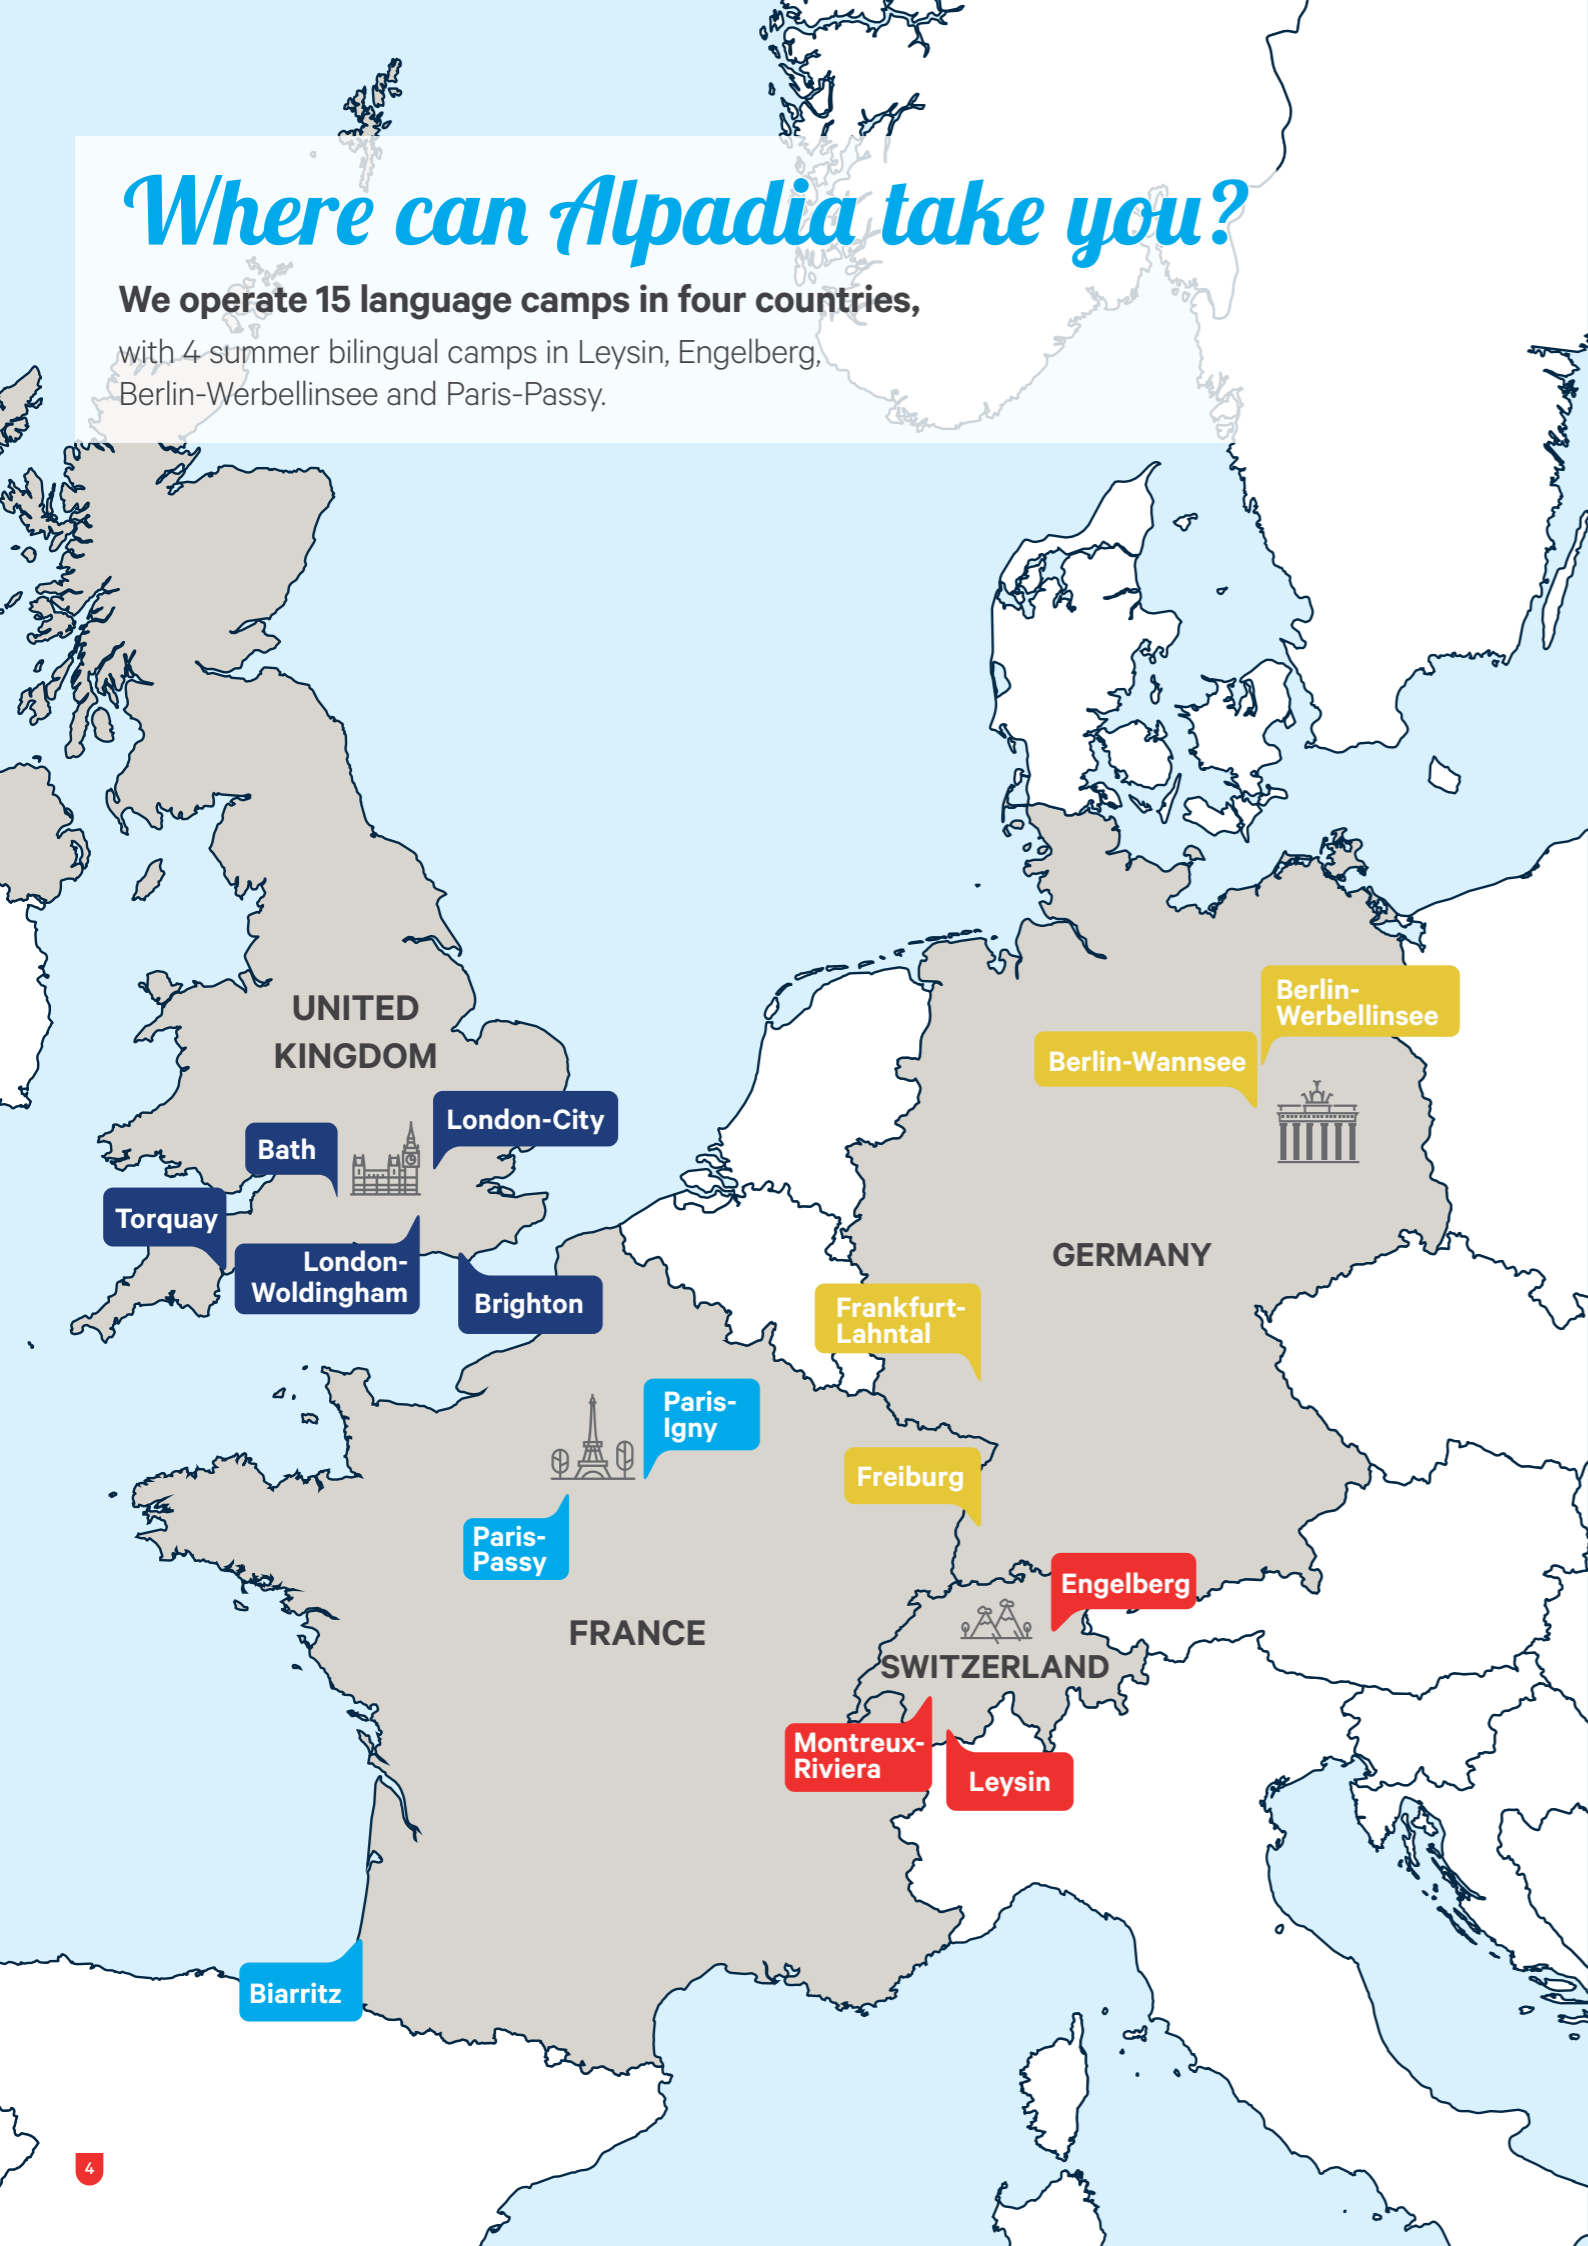 Where can Alpadia take you?
We operate 15 language camps in four countries,
with 4 summer bilingual camps in Leysin, Engelberg,
Berlin-Werbellinsee and Paris-Passy.
UNITED
KINGDOM
London-City
Bath
Torquay
London-
Woldingham
Brighton
Berlin-
Werbellinsee
Berlin-Wannsee
GERMANY
Frankfurt-
Lahntal
Freiburg
Paris-
Igny
Paris-
Passy
FRANCE
Engelberg
SWITZERLAND
Montreux-
Riviera
Leysin
Biarritz
4